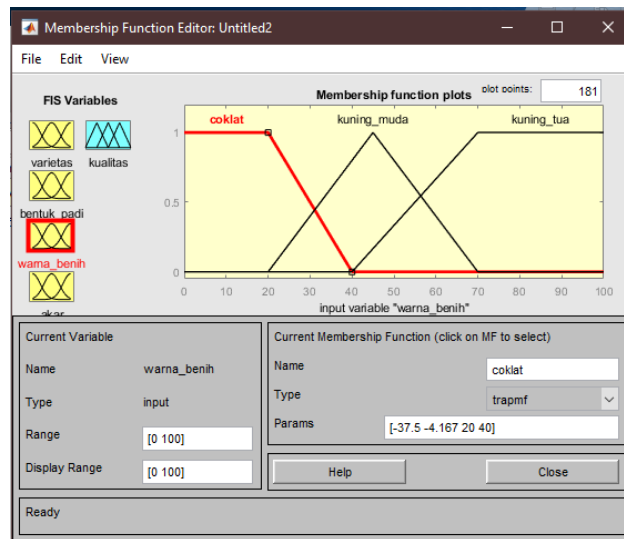 Membership Function Editor: Untitled2
File Edit View
FIS Variables
varietas kualitas
bentuk_padi
warna_benih
akar
Membership function plots plot points: 181
coklat kuning_muda kuning_tua
1
0.5
0
0 10 20 30 40 50 60 70 80 90 100
input variable "warna_benih"
Current Variable
Name warna_benih
Type input
Range [0 100]
Display Range [0 100]
Current Membership Function (click on MF to select)
Name coklat
Type trapmf
Params [-37.5 -4.167 20 40]
Help Close
Ready